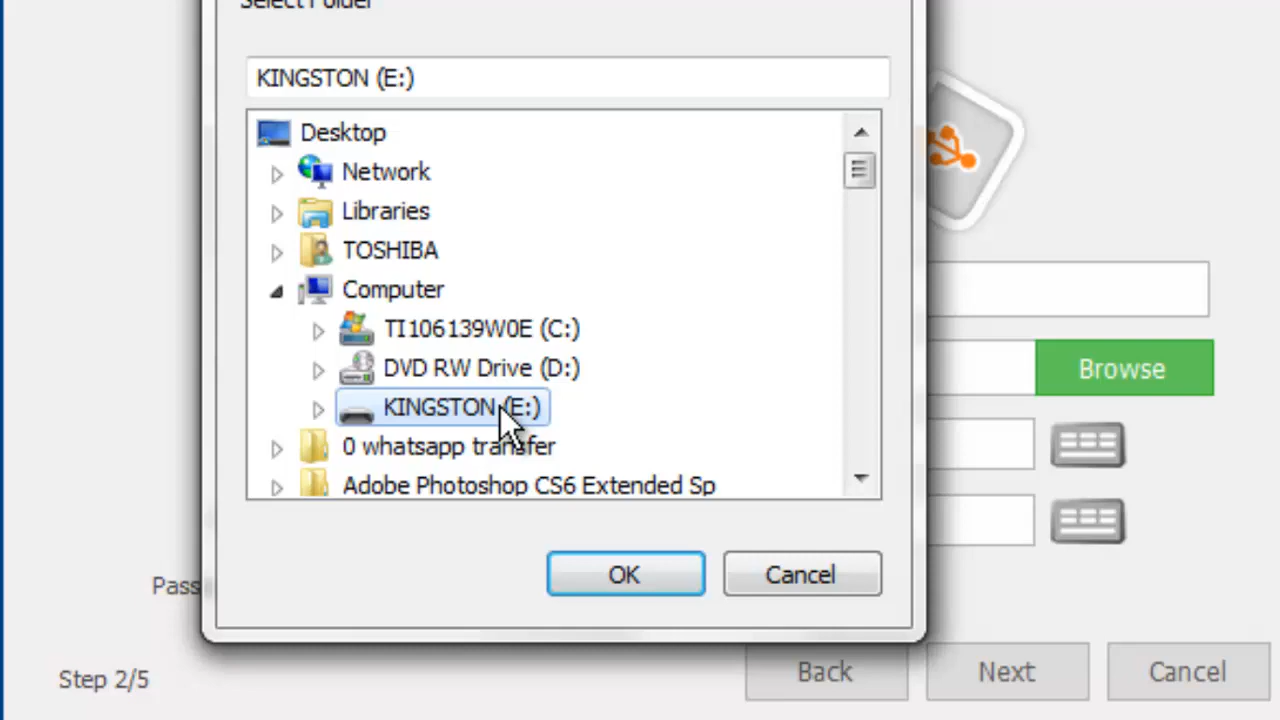 Select Folder
KINGSTON (E:)
Desktop
Network
Libraries
TOSHIBA
Computer
TI106139W0E (C:)
DVD RW Drive (D:)
KINGSTON (E:)
0 whatsapp transfer
Adobe Photoshop CS6 Extended Sp
OK
Cancel
Browse
Pass
Step 2/5
Back
Next
Cancel